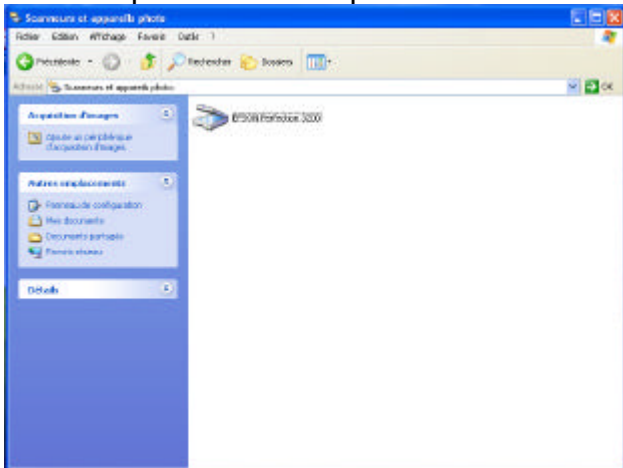 Scanneurs et appareils photo
Fichier Edition Affichage Favoris Outils ?
Précédente Rechercher Dossiers
Adresse Scanneurs et appareils photo OK
Acquisition d'images
Ajouter un périphérique
d'acquisition d'images
Autres emplacements
Panneau de configuration
Mes documents
Documents partagés
Favoris réseau
Détails
EPSON Perfection 3200